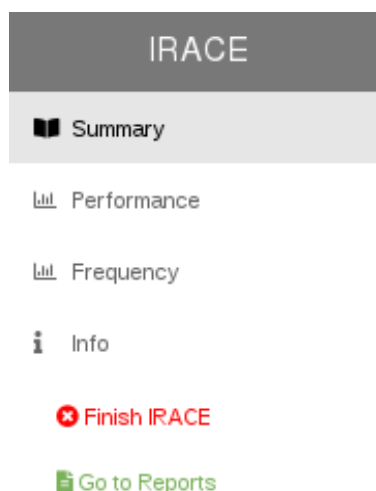 IRACE
Summary
Performance
Frequency
Info
Finish IRACE
Go to Reports